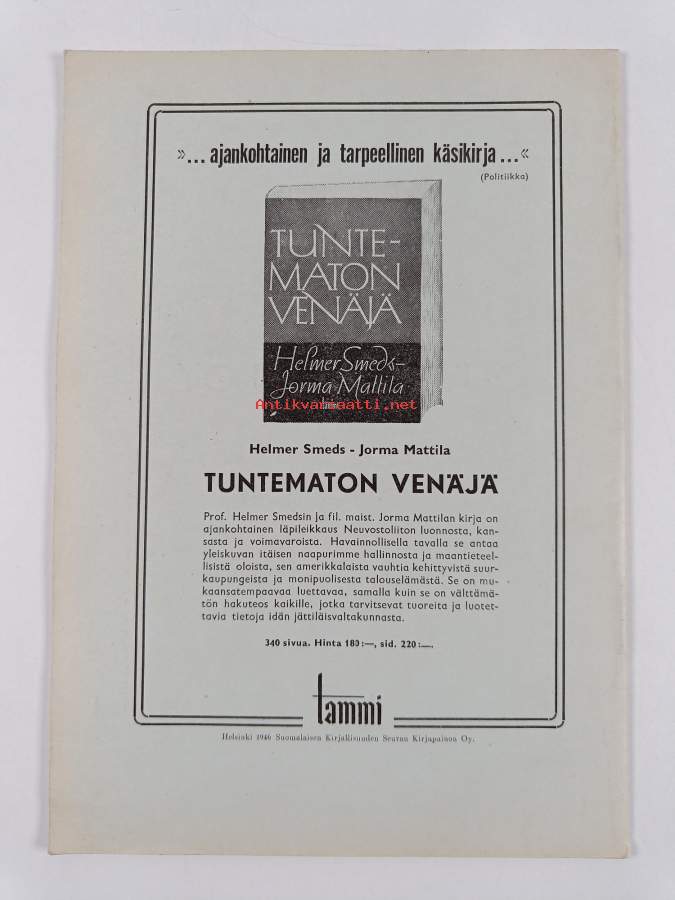 »... ajankohtainen ja tarpeellinen käsikirja ...«
(Politiikka)
TUNTE-
MATON
VENÄJÄ
Helmer Smeds-
Jorma Mattila
Antikvariaatti.net
Helmer Smeds - Jorma Mattila
TUNTEMATON VENÄJÄ
Prof. Helmer Smedsin ja fil. maist. Jorma Mattilan kirja on
ajankohtainen läpileikkaus Neuvostoliiton luonnosta, kan-
sasta ja voimavaroista. Havainnollisella tavalla se antaa
yleiskuvan itäisen naapurimme hallinnosta ja maantieteel-
lisistä oloista, sen amerikkalaista vauhtia kehittyvistä suur-
kaupungeista ja monipuolisesta talouselämästä. Se on mu-
kaansatempaavaa luettavaa, samalla kuin se on välttämä-
tön hakuteos kaikille, jotka tarvitsevat tuoreita ja luotet-
tavia tietoja idän jättiläisvaltakunnasta.
340 sivua. Hinta 180:—, sid. 220:—.
tammi
Helsinki 1946 Suomalaisen Kirjallisuuden Seuran Kirjapainon Oy.